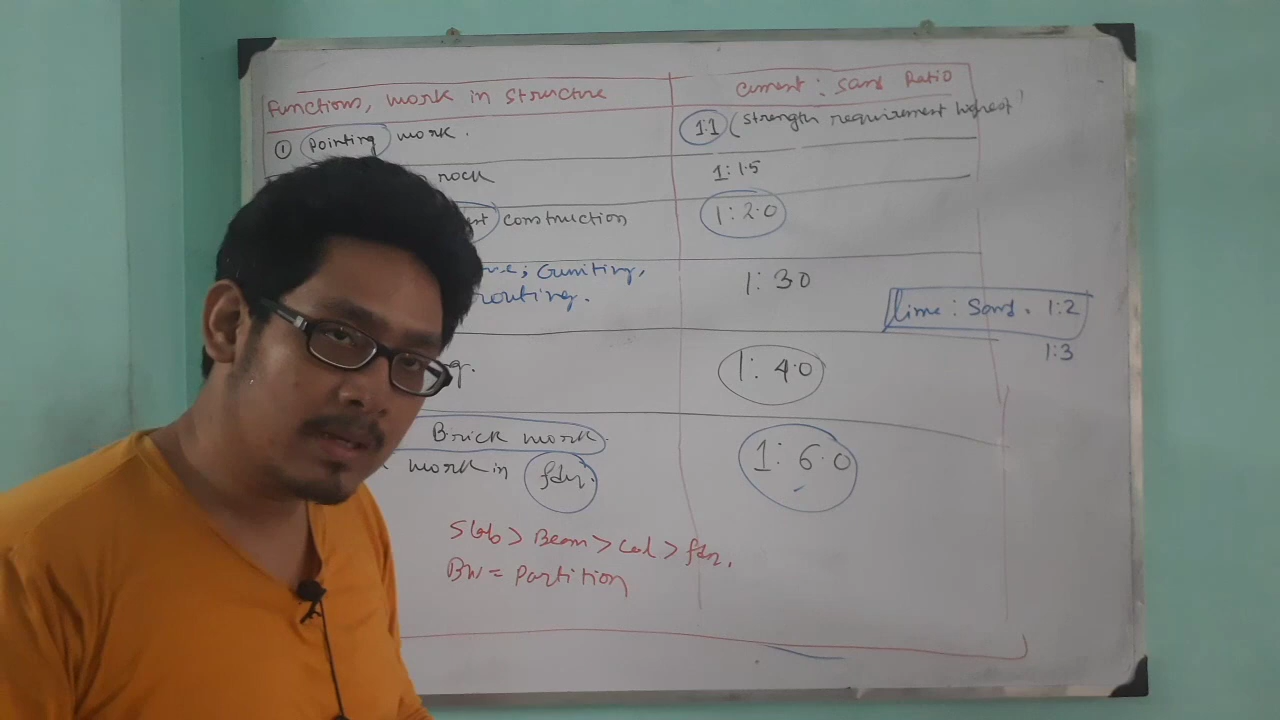 Functions, work in structure
cement : sand Ratio
① Pointing work.
1:1 (strength requirement highest)
rock
1:1.5
construction
1:2.0
Guniting,
1:3.0
routing.
lime : Sand. 1:2
1:3
1:4.0
Brick work.
work in fdn.
1:6.0
Slab > Beam > Col > fdn.
BW = Partition